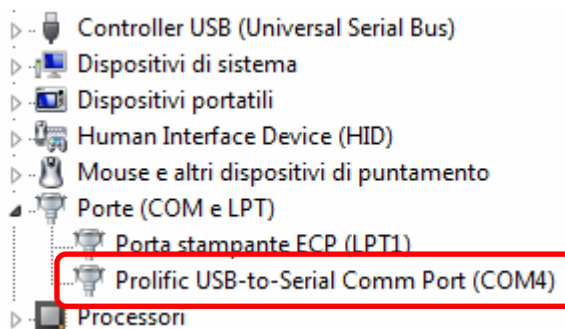 Controller USB (Universal Serial Bus)
Dispositivi di sistema
Dispositivi portatili
Human Interface Device (HID)
Mouse e altri dispositivi di puntamento
Porte (COM e LPT)
Porta stampante ECP (LPT1)
Prolific USB-to-Serial Comm Port (COM4)
Processori